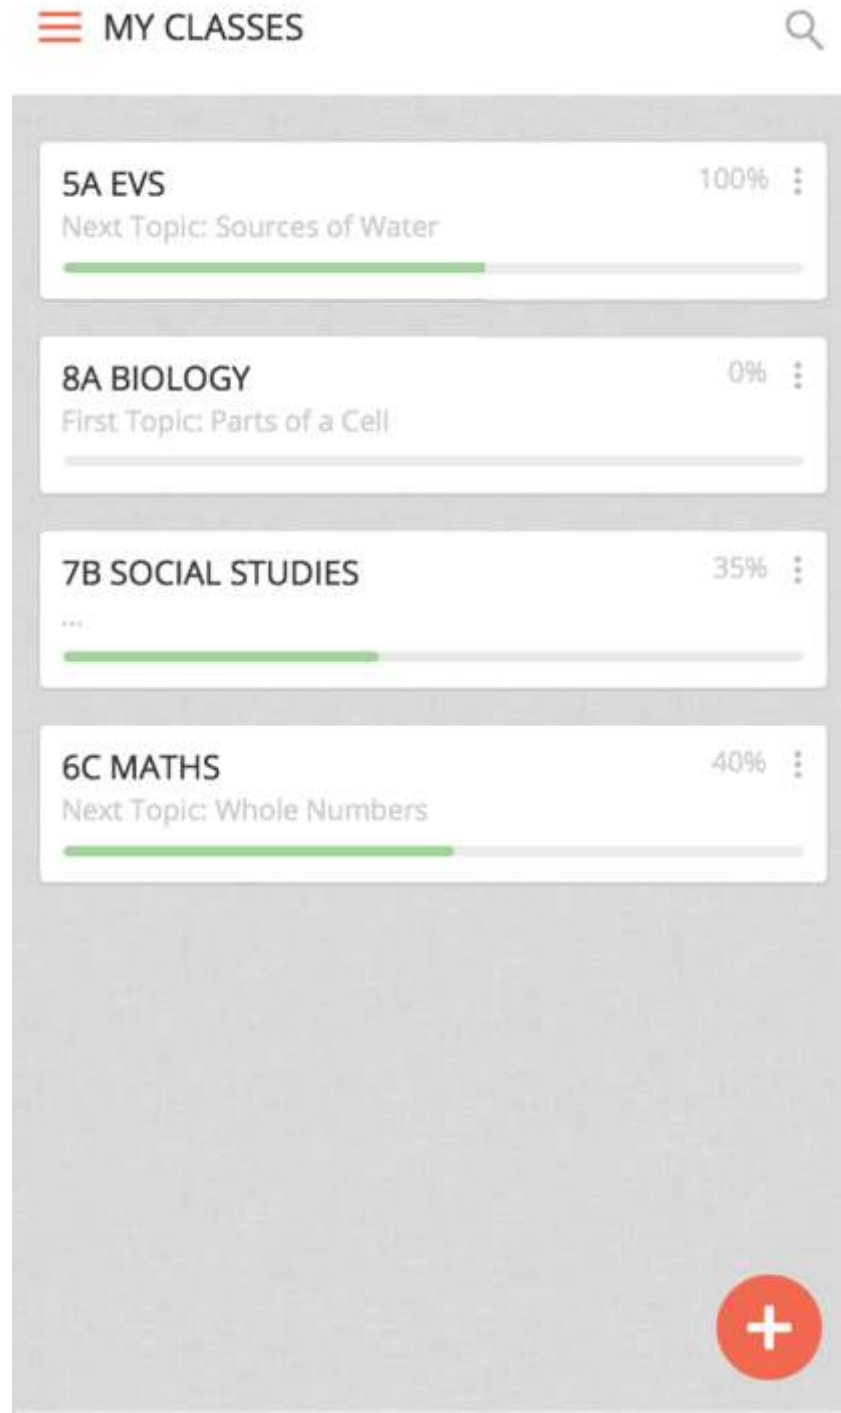 MY CLASSES
5A EVS
100%
Next Topic: Sources of Water
8A BIOLOGY
0%
First Topic: Parts of a Cell
7B SOCIAL STUDIES
35%
...
6C MATHS
40%
Next Topic: Whole Numbers